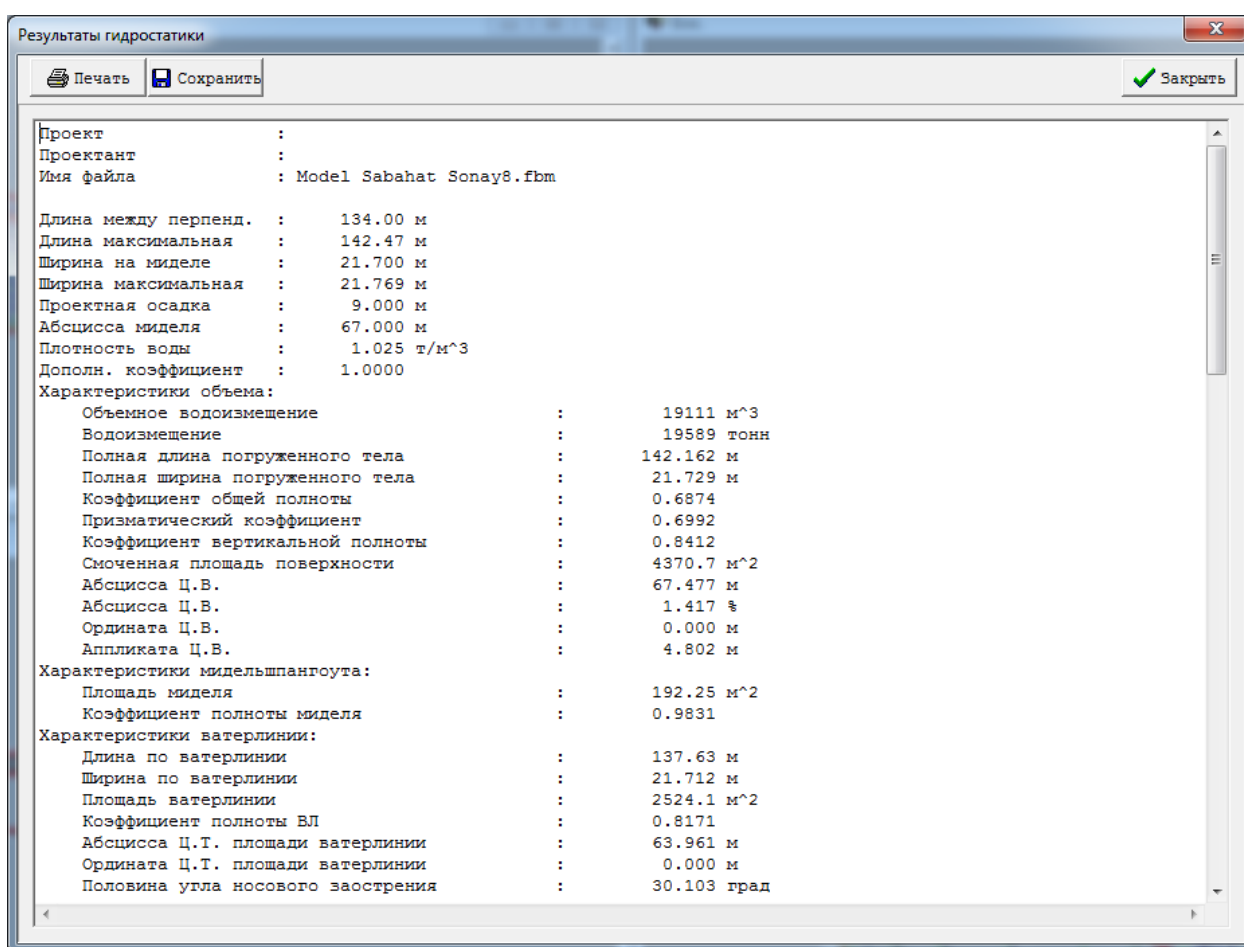 Результаты гидростатики
Печать Сохранить Закрыть
Проект :
Проектант :
Имя файла : Model Sabahat Sonay8.fbm
Длина между перпенд. : 134.00 м
Длина максимальная : 142.47 м
Ширина на миделе : 21.700 м
Ширина максимальная : 21.769 м
Проектная осадка : 9.000 м
Абсцисса миделя : 67.000 м
Плотность воды : 1.025 т/м^3
Дополн. коэффициент : 1.0000
Характеристики объема:
Объемное водоизмещение : 19111 м^3
Водоизмещение : 19589 тонн
Полная длина погруженного тела : 142.162 м
Полная ширина погруженного тела : 21.729 м
Коэффициент общей полноты : 0.6874
Призматический коэффициент : 0.6992
Коэффициент вертикальной полноты : 0.8412
Смоченная площадь поверхности : 4370.7 м^2
Абсцисса Ц.В. : 67.477 м
Абсцисса Ц.В. : 1.417 %
Ордината Ц.В. : 0.000 м
Аппликата Ц.В. : 4.802 м
Характеристики мидельшпангоута:
Площадь миделя : 192.25 м^2
Коэффициент полноты миделя : 0.9831
Характеристики ватерлинии:
Длина по ватерлинии : 137.63 м
Ширина по ватерлинии : 21.712 м
Площадь ватерлинии : 2524.1 м^2
Коэффициент полноты ВЛ : 0.8171
Абсцисса Ц.Т. площади ватерлинии : 63.961 м
Ордината Ц.Т. площади ватерлинии : 0.000 м
Половина угла носового заострения : 30.103 град